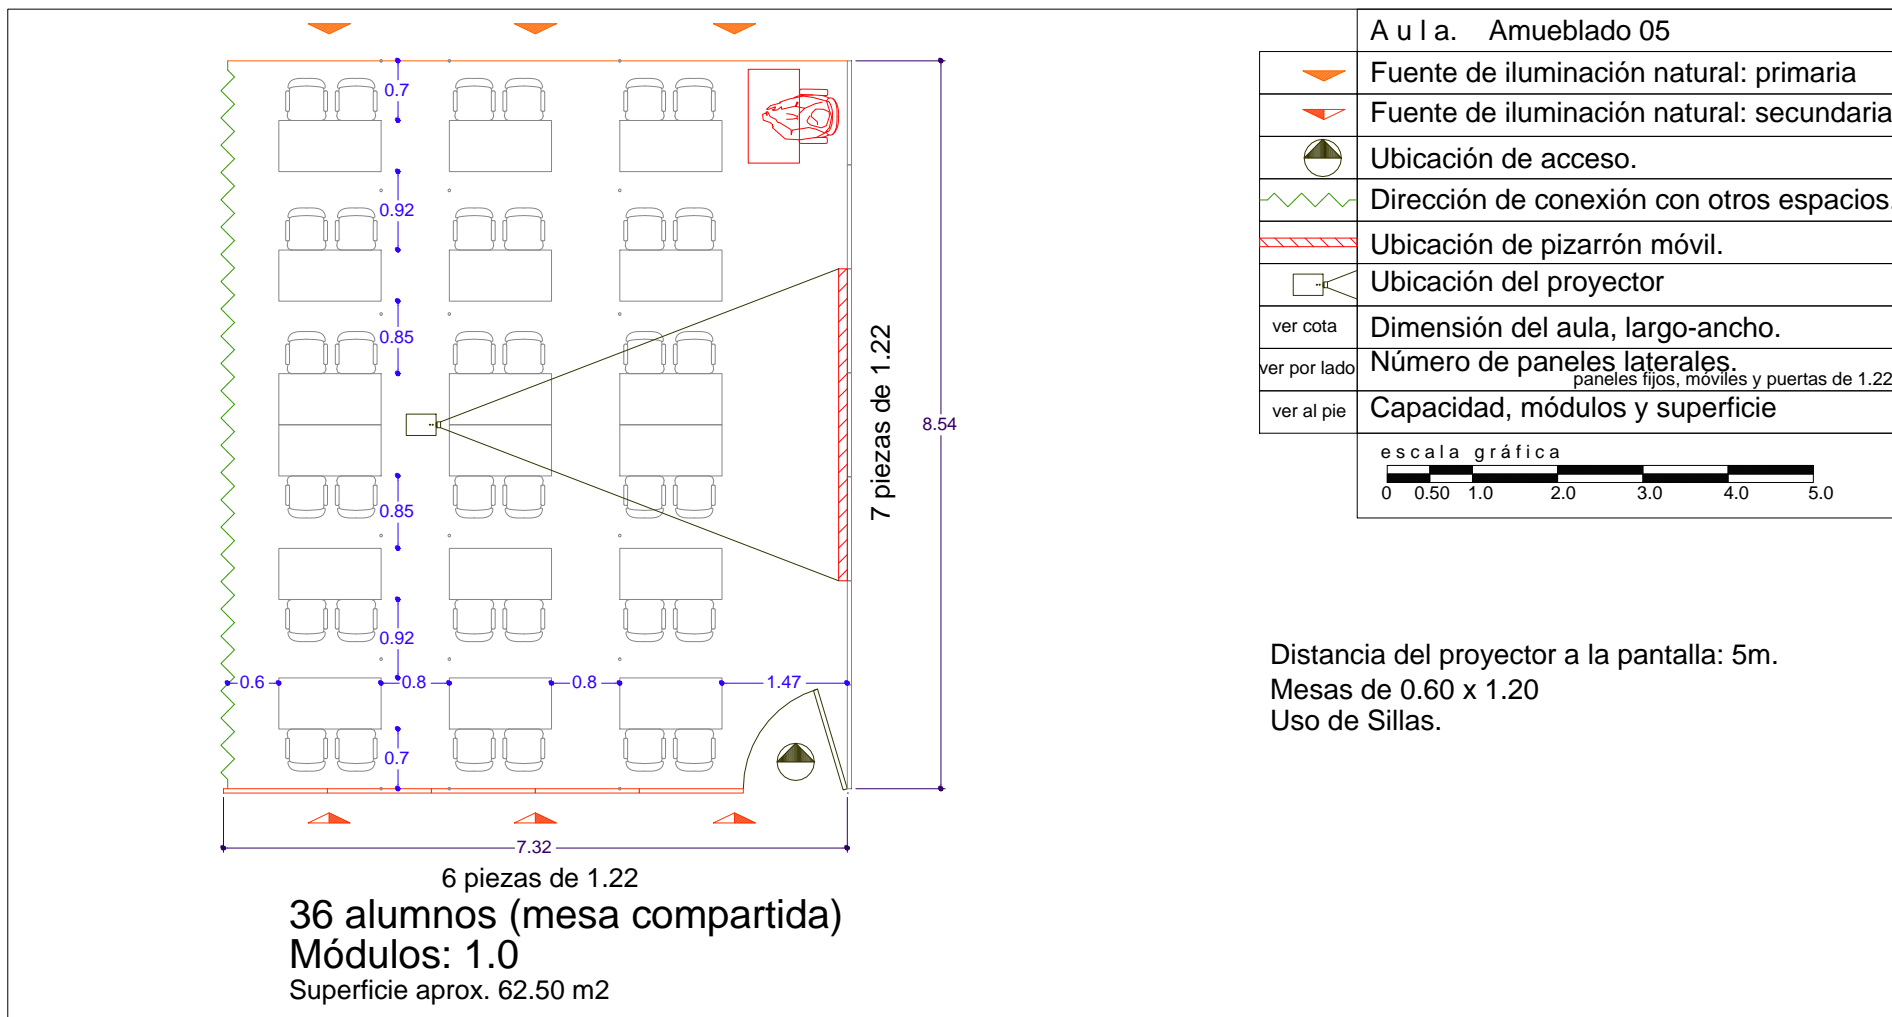 A u l a.    Amueblado 05
Fuente de iluminación natural: primaria
Fuente de iluminación natural: secundaria
Ubicación de acceso.
Dirección de conexión con otros espacios.
Ubicación de pizarrón móvil.
Ubicación del proyector
ver cota Dimensión del aula, largo-ancho.
ver por lado Número de paneles laterales.
paneles fijos, móviles y puertas de 1.22
ver al pie Capacidad, módulos y superficie
escala gráfica
0 0.50 1.0 2.0 3.0 4.0 5.0
0.7
0.92
0.85
0.85
0.92
0.6 0.8 0.8 1.47
0.7
7 piezas de 1.22
8.54
7.32
6 piezas de 1.22
36 alumnos (mesa compartida)
Módulos: 1.0
Superficie aprox. 62.50 m2
Distancia del proyector a la pantalla: 5m.
Mesas de 0.60 x 1.20
Uso de Sillas.